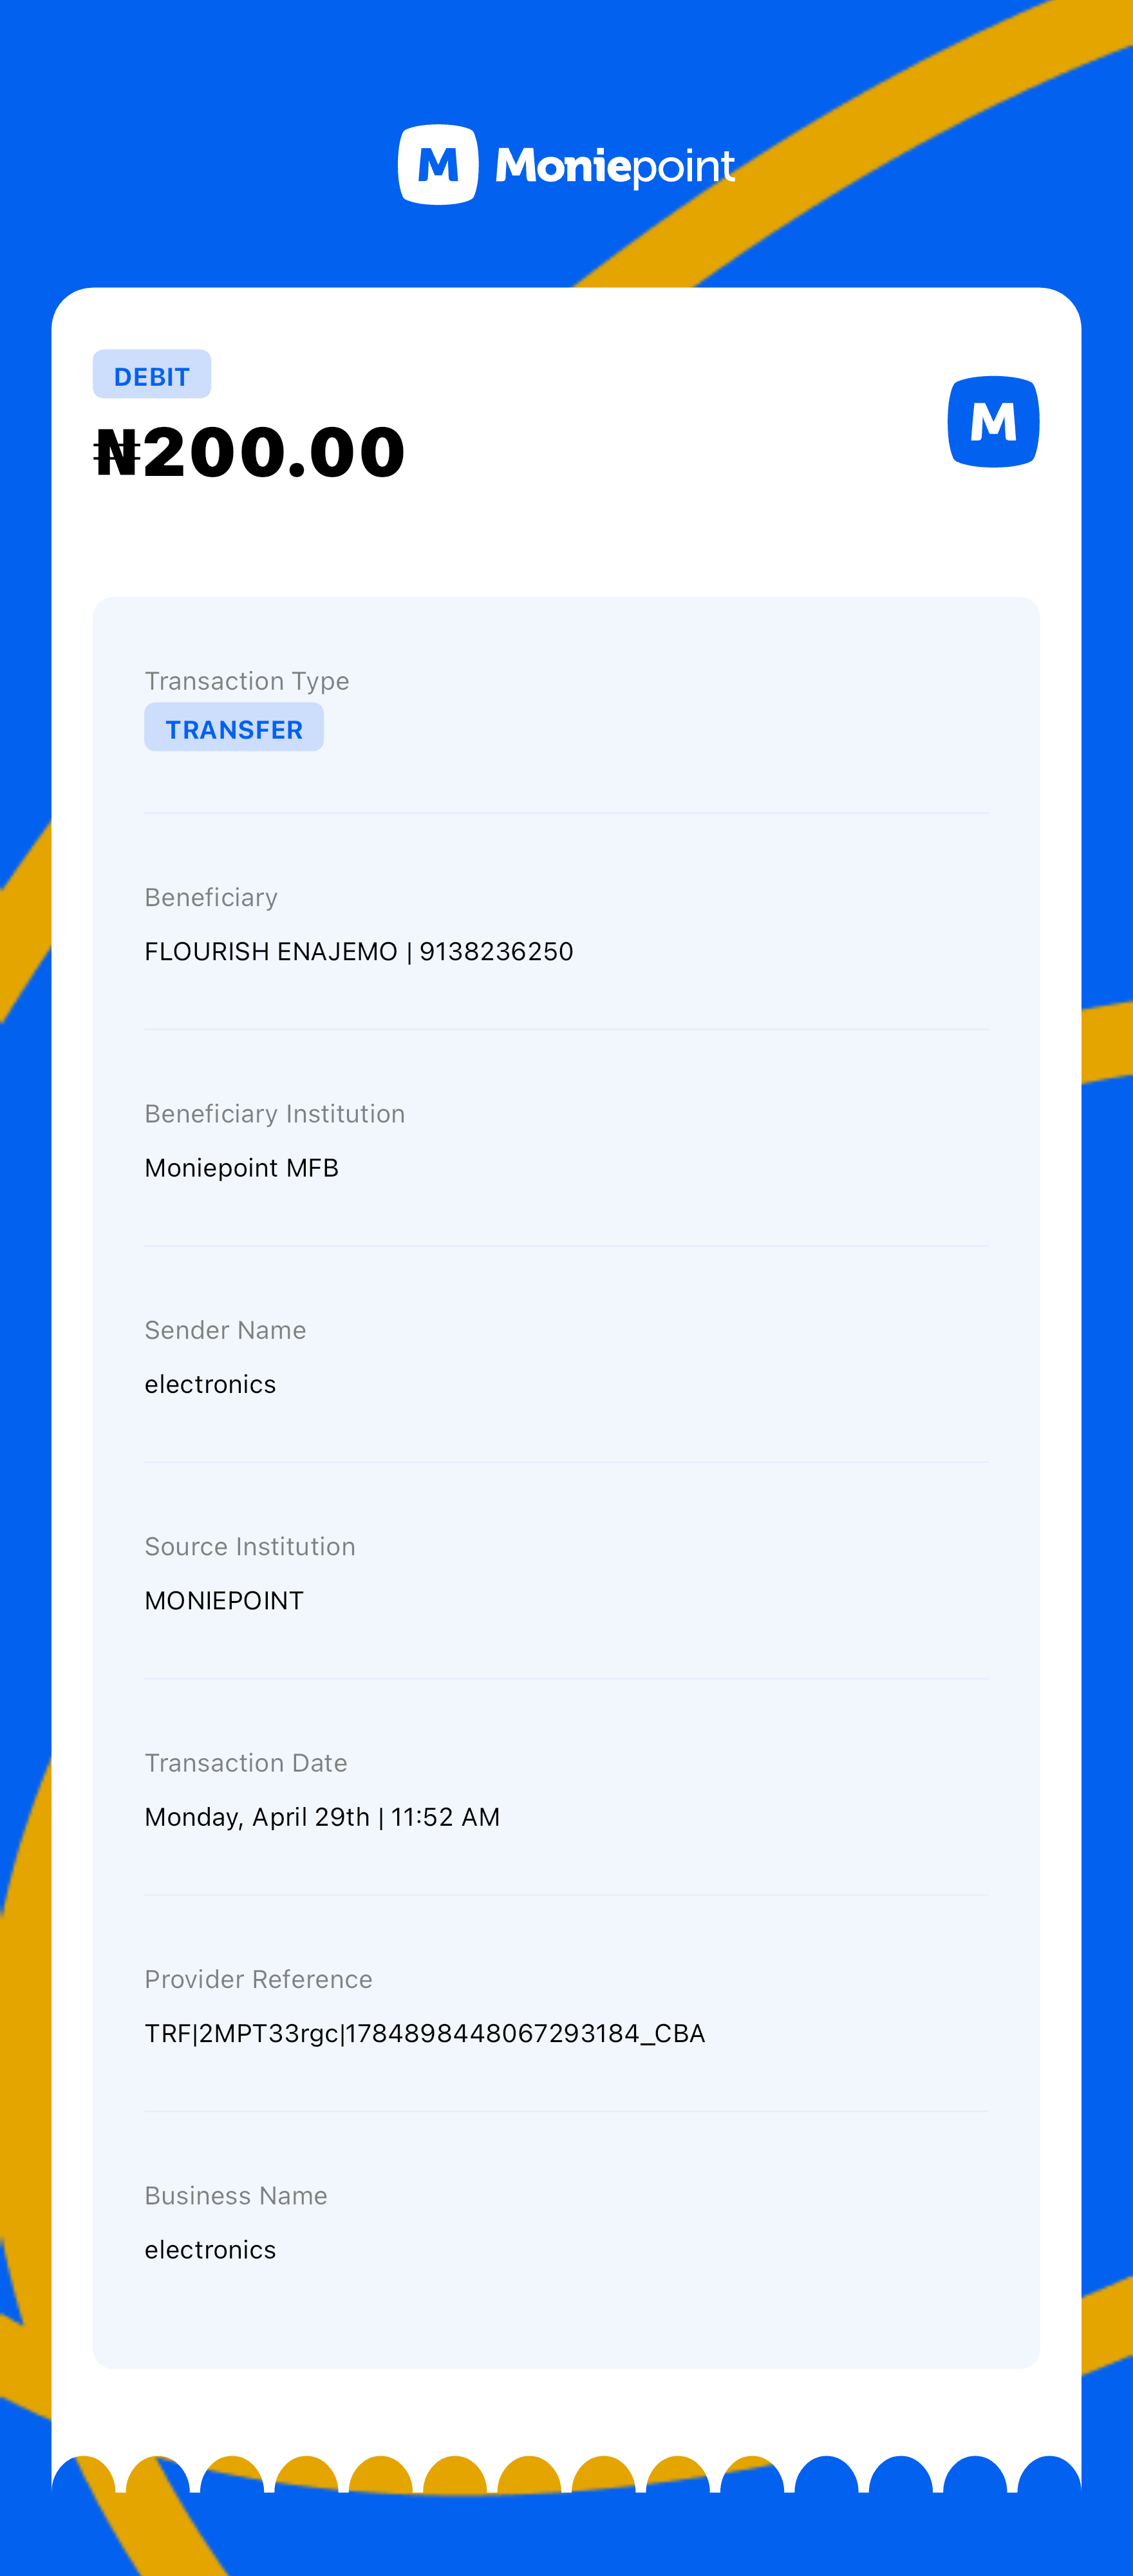 M Moniepoint
DEBIT
₦200.00
M
Transaction Type
TRANSFER
Beneficiary
FLOURISH ENAJEMO | 9138236250
Beneficiary Institution
Moniepoint MFB
Sender Name
electronics
Source Institution
MONIEPOINT
Transaction Date
Monday, April 29th | 11:52 AM
Provider Reference
TRF|2MPT33rgc|1784898448067293184_CBA
Business Name
electronics